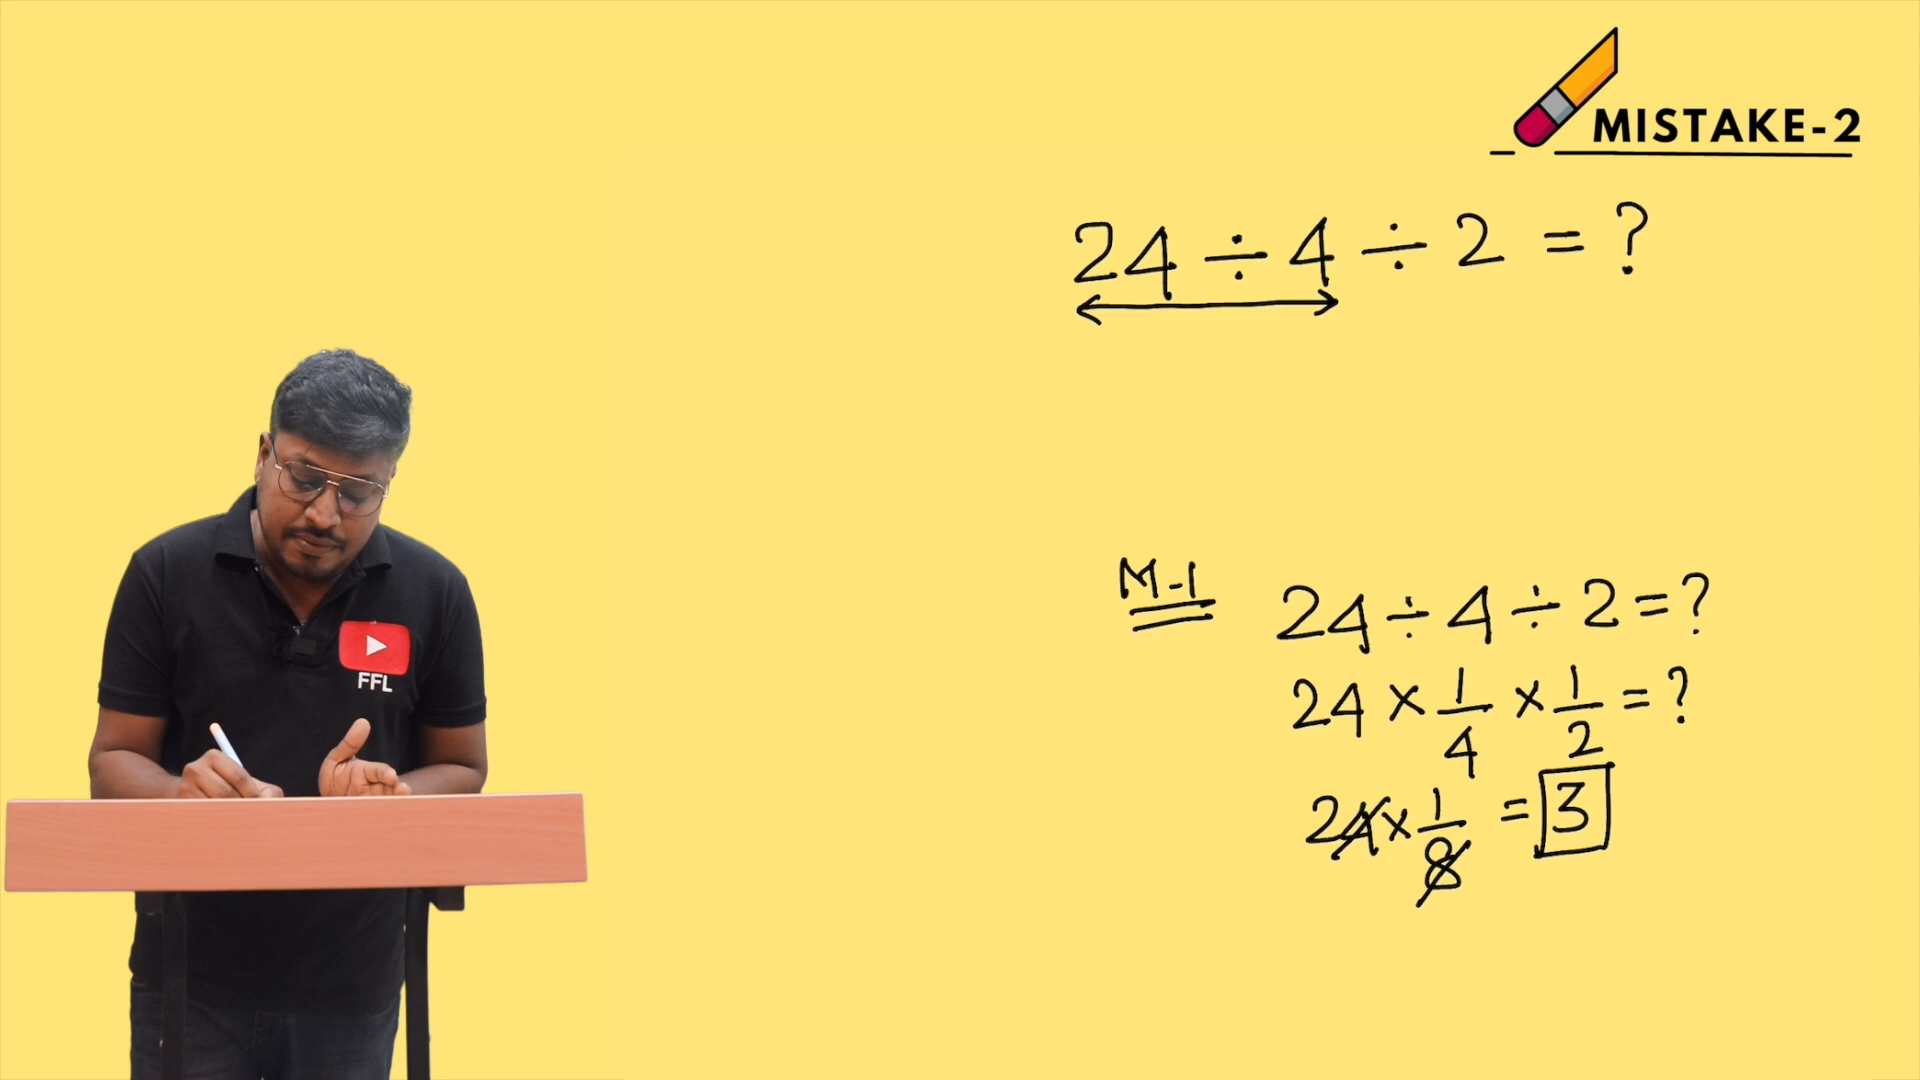 MISTAKE-2
24 ÷ 4 ÷ 2 = ?
M-1
24 ÷ 4 ÷ 2 = ?
24 × 1/4 × 1/2 = ?
24 × 1/8 = 3
FFL